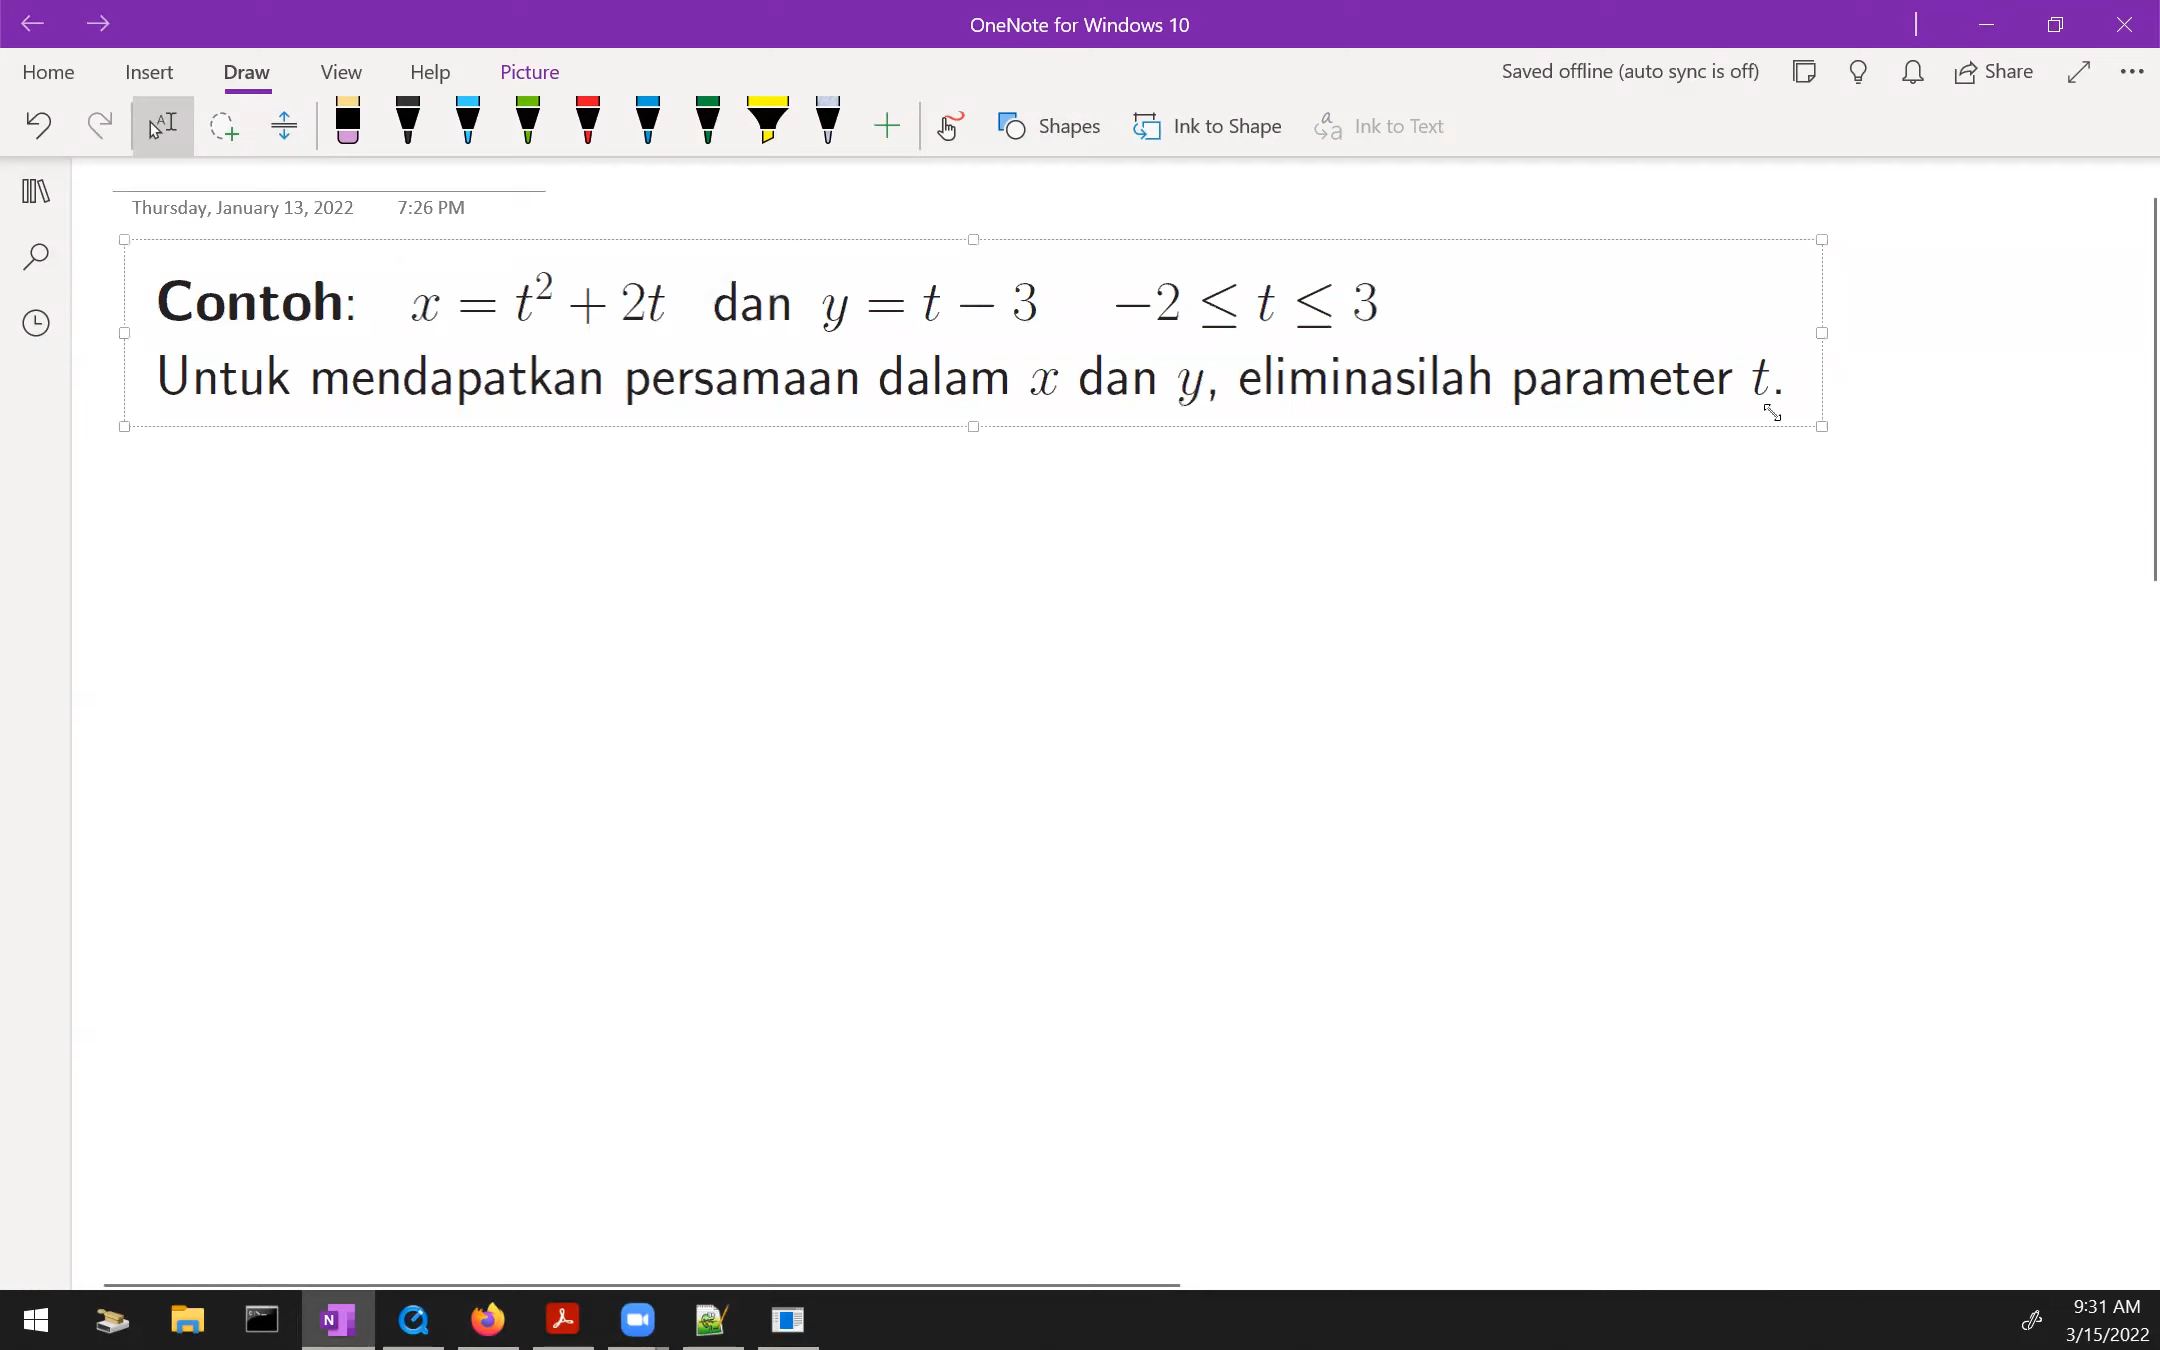 OneNote for Windows 10
Home Insert Draw View Help Picture
Saved offline (auto sync is off) Share
Shapes Ink to Shape Ink to Text
Thursday, January 13, 2022 7:26 PM
Contoh: x = t² + 2t dan y = t − 3 −2 ≤ t ≤ 3
Untuk mendapatkan persamaan dalam x dan y, eliminasilah parameter t.
9:31 AM
3/15/2022